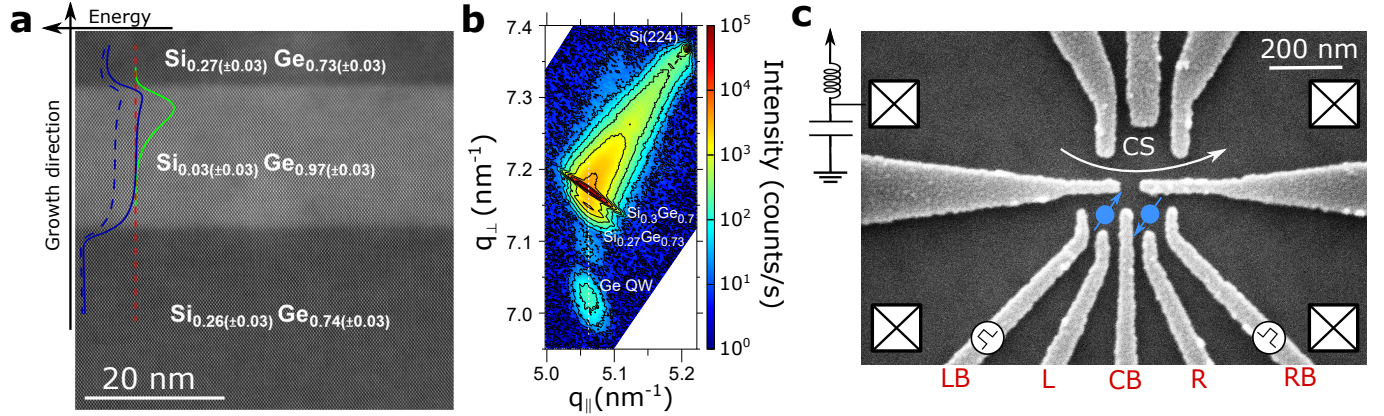 a
Energy
Growth direction
Si0.27(±0.03) Ge0.73(±0.03)
Si0.03(±0.03) Ge0.97(±0.03)
Si0.26(±0.03) Ge0.74(±0.03)
20 nm
b
7.4
7.3
7.2
7.1
7.0
q⊥ (nm⁻¹)
Si(224)
Si0.3Ge0.7
Si0.27Ge0.73
Ge QW
5.0
5.1
5.2
q|| (nm⁻¹)
10⁵
10⁴
10³
10²
10¹
10⁰
Intensity (counts/s)
c
200 nm
CS
LB
L
CB
R
RB